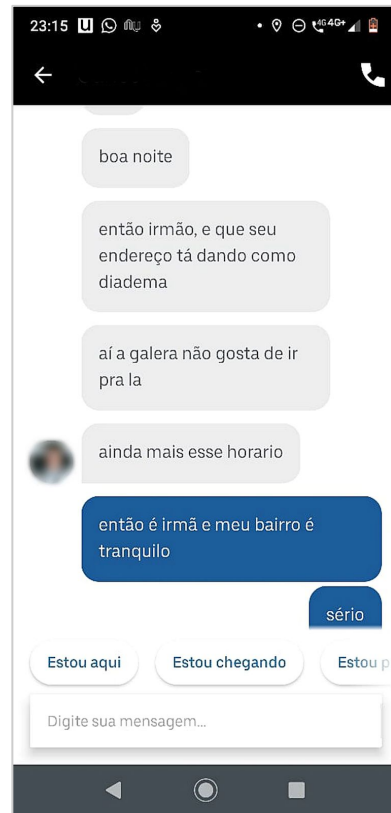 23:15
4G 4G+
boa noite
então irmão, e que seu
endereço tá dando como
diadema
aí a galera não gosta de ir
pra la
ainda mais esse horario
então é irmã e meu bairro é
tranquilo
sério
Estou aqui
Estou chegando
Estou p
Digite sua mensagem...